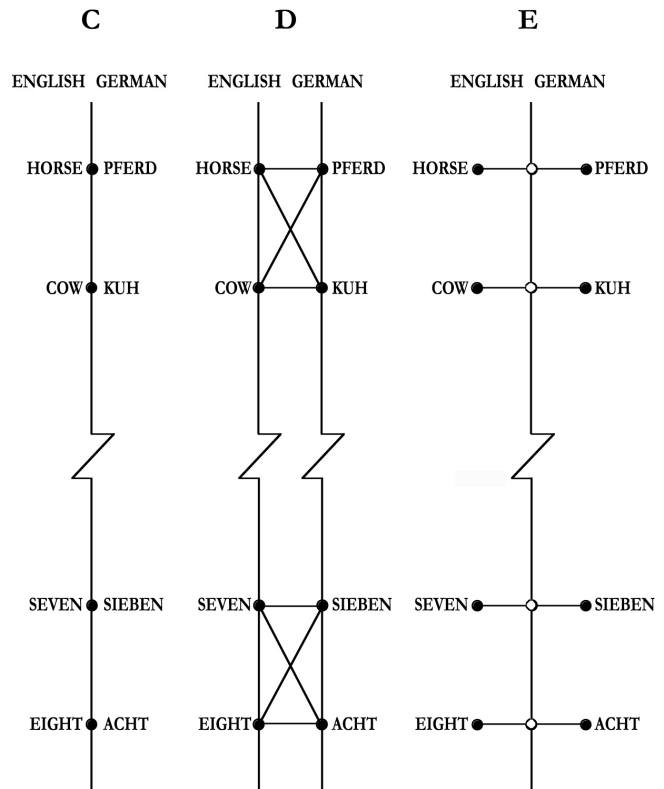 C D E
ENGLISH GERMAN ENGLISH GERMAN ENGLISH GERMAN
HORSE PFERD HORSE PFERD HORSE PFERD
COW KUH COW KUH COW KUH
SEVEN SIEBEN SEVEN SIEBEN SEVEN SIEBEN
EIGHT ACHT EIGHT ACHT EIGHT ACHT